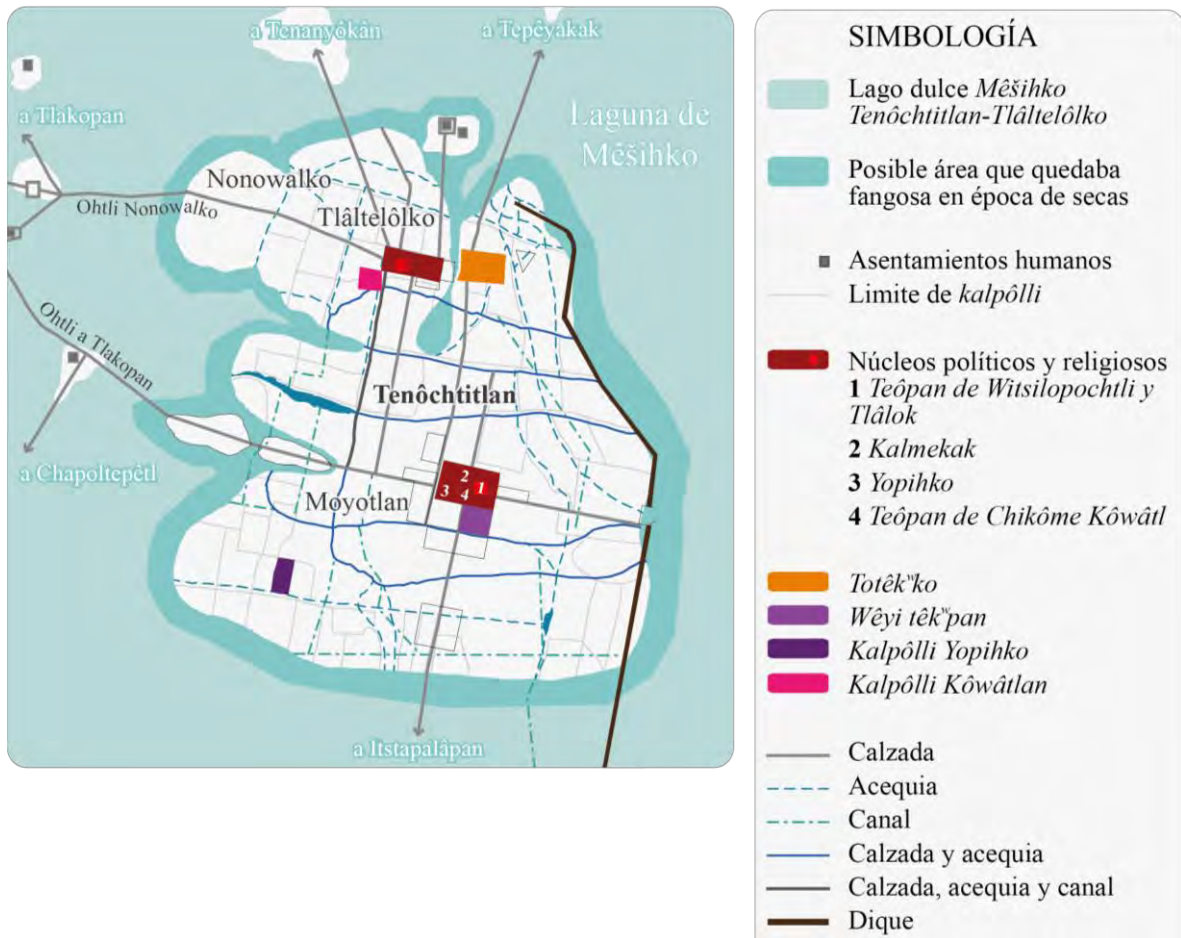 a Tenanyôkân
a Tepêyakak
a Tlakopan
Laguna de
Mêšihko
Nonowalko
Ohtli Nonowalko
Tlâltelôlko
Ohtli a Tlakopan
Tenôchtitlan
a Chapoltepētl
Moyotlan
2
1
3
4
a Itstapalâpan
SIMBOLOGÍA
Lago dulce Mêšihko
Tenôchtitlan-Tlâltelôlko
Posible área que quedaba
fangosa en época de secas
Asentamientos humanos
Limite de kalpôlli
Núcleos políticos y religiosos
1 Teôpan de Witsilopochtli y
Tlâlok
2 Kalmekak
3 Yopihko
4 Teôpan de Chikôme Kôwâtl
Totêkʷko
Wêyi têkʷpan
Kalpôlli Yopihko
Kalpôlli Kôwâtlan
Calzada
Acequia
Canal
Calzada y acequia
Calzada, acequia y canal
Dique